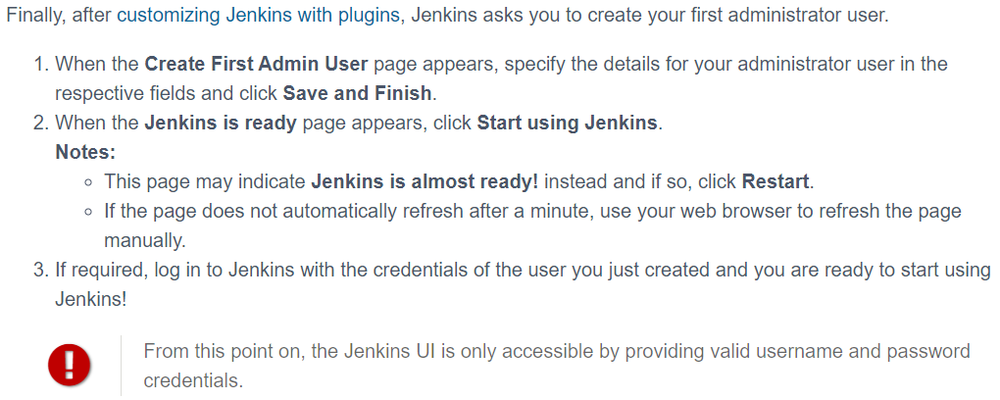 Finally, after customizing Jenkins with plugins, Jenkins asks you to create your first administrator user.
1. When the Create First Admin User page appears, specify the details for your administrator user in the
respective fields and click Save and Finish.
2. When the Jenkins is ready page appears, click Start using Jenkins.
Notes:
◦ This page may indicate Jenkins is almost ready! instead and if so, click Restart.
◦ If the page does not automatically refresh after a minute, use your web browser to refresh the page
manually.
3. If required, log in to Jenkins with the credentials of the user you just created and you are ready to start using
Jenkins!
From this point on, the Jenkins UI is only accessible by providing valid username and password
credentials.